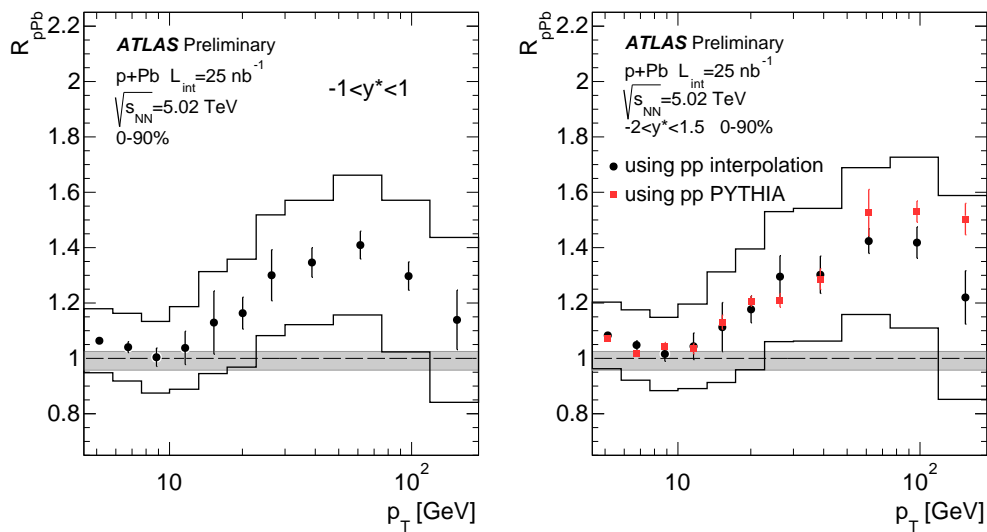 R_pPb
2.2
2
1.8
1.6
1.4
1.2
1
0.8
ATLAS Preliminary
p+Pb L_int=25 nb^-1
√s_NN=5.02 TeV
0-90%
-1<y*<1
10
10^2
p_T [GeV]
R_pPb
2.2
2
1.8
1.6
1.4
1.2
1
0.8
ATLAS Preliminary
p+Pb L_int=25 nb^-1
√s_NN=5.02 TeV
-2<y*<1.5 0-90%
using pp interpolation
using pp PYTHIA
10
10^2
p_T [GeV]